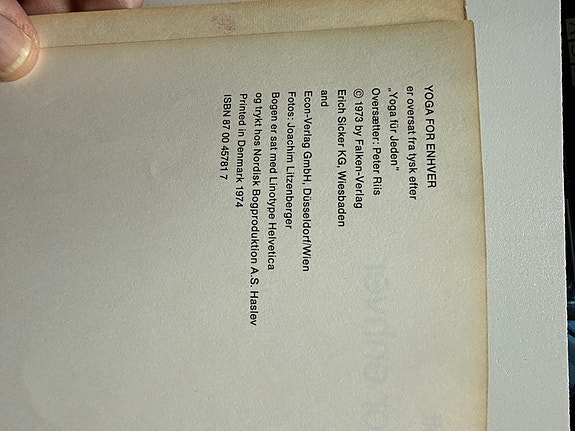 YOGA FOR ENHVER
er oversat fra tysk efter
„Yoga für Jeden“
Oversætter: Peter Riis
© 1973 by Falken-Verlag
Erich Sicker KG, Wiesbaden
and
Econ-Verlag GmbH, Düsseldorf/Wien
Fotos: Joachim Litzenberger
Bogen er sat med Linotype Helvetica
og trykt hos Nordisk Bogproduktion A.S. Haslev
Printed in Denmark 1974
ISBN 87 00 45781 7